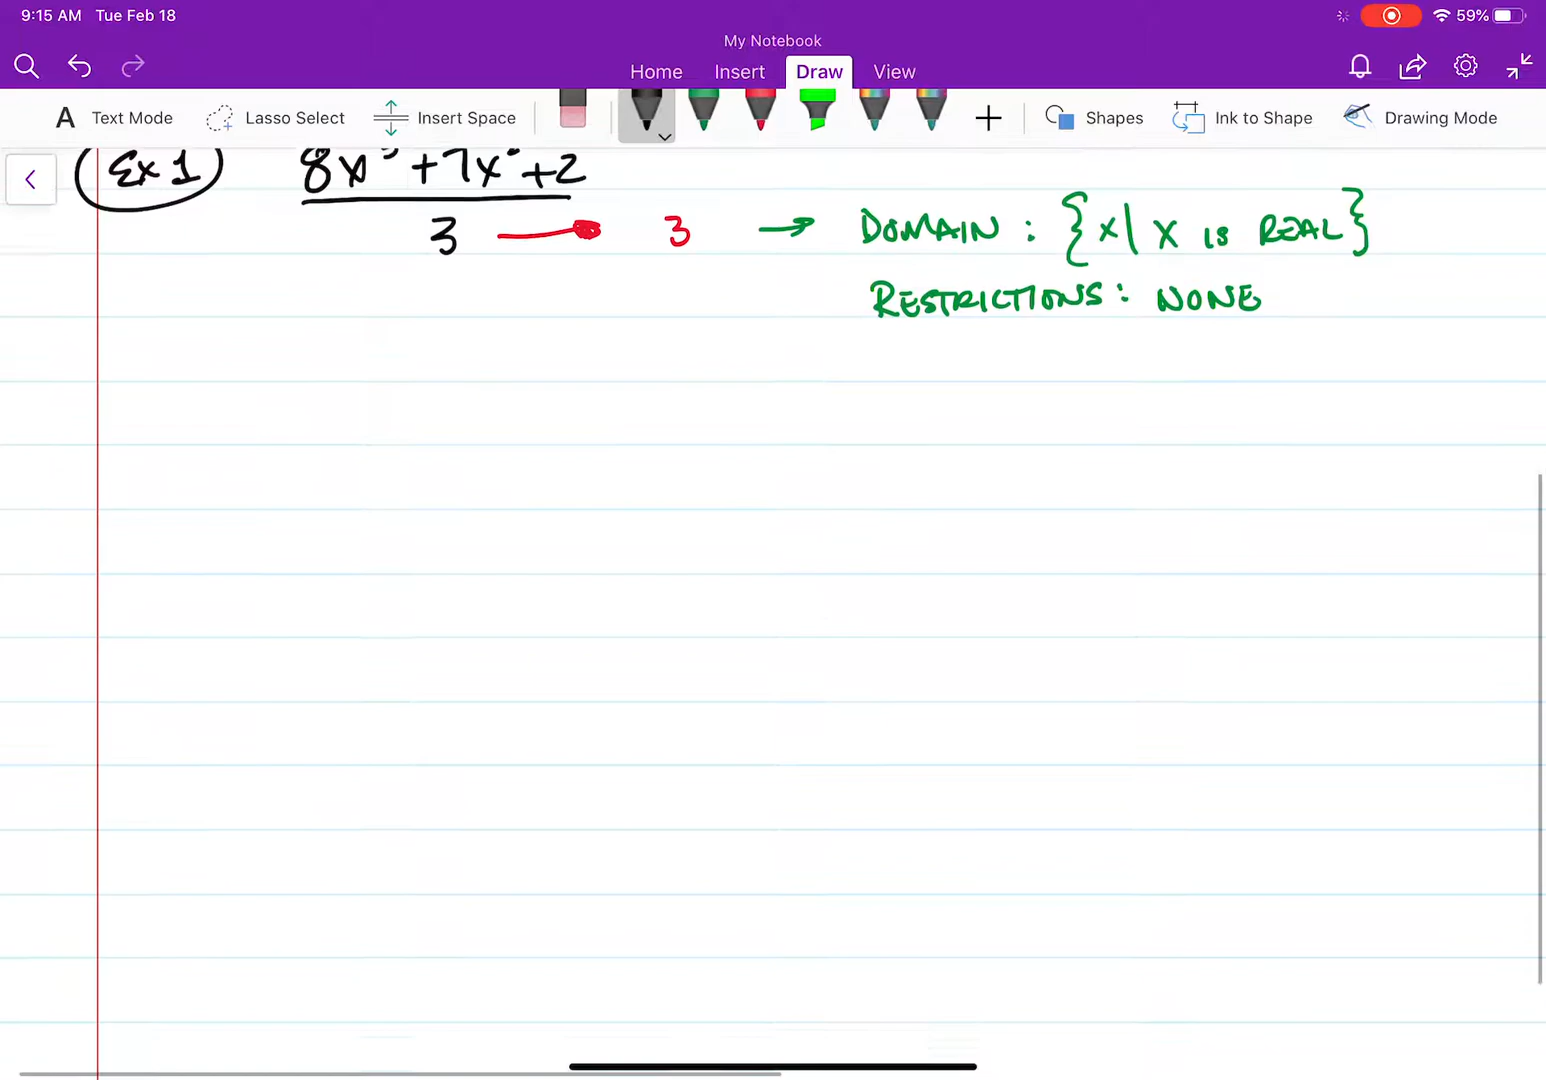 9:15 AM Tue Feb 18
59%
My Notebook
Home Insert Draw View
A Text Mode Lasso Select Insert Space Shapes Ink to Shape Drawing Mode
Ex 1 8x³ + 7x² + 2
3 3 → DOMAIN : {x| x IS REAL}
RESTRICTIONS : NONE